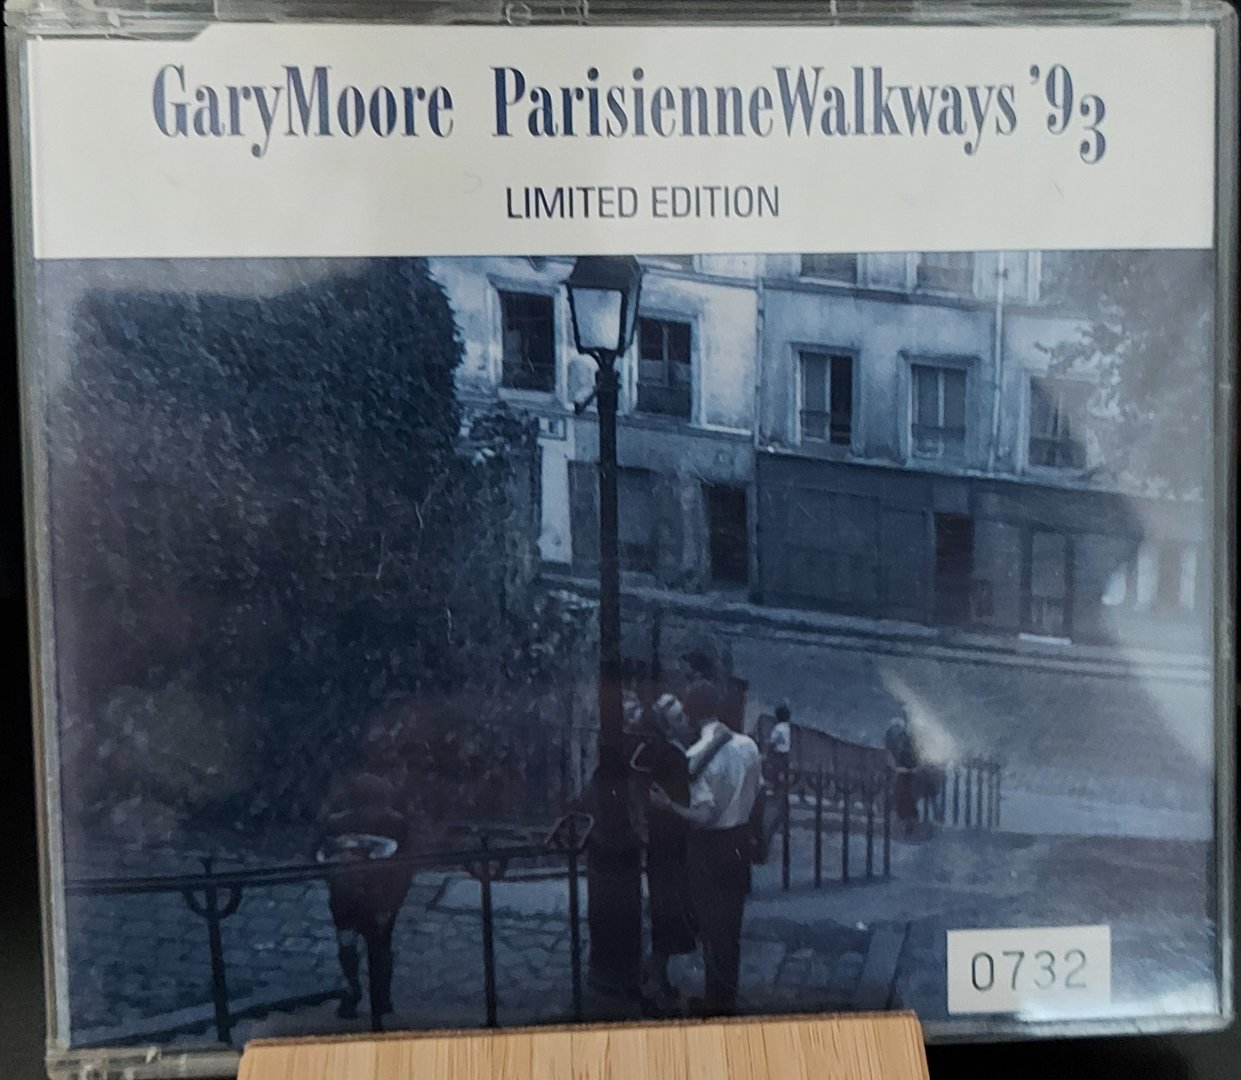 GaryMoore ParisienneWalkways '93
LIMITED EDITION
0732